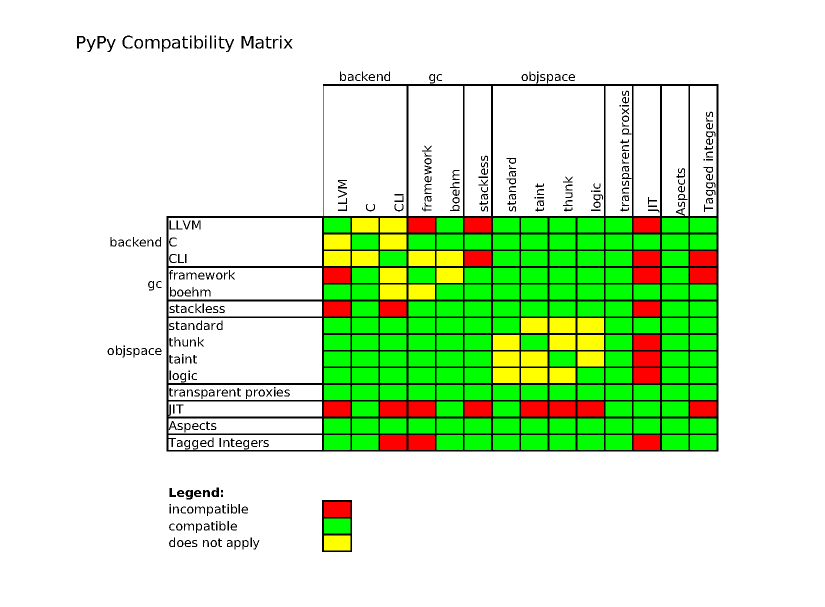 PyPy Compatibility Matrix
backend gc objspace
LLVM
C
CLI
framework
boehm
stackless
standard
taint
thunk
logic
transparent proxies
JIT
Aspects
Tagged integers
LLVM
backend C
CLI
framework
gc
boehm
stackless
standard
thunk
objspace
taint
logic
transparent proxies
JIT
Aspects
Tagged Integers
Legend:
incompatible
compatible
does not apply